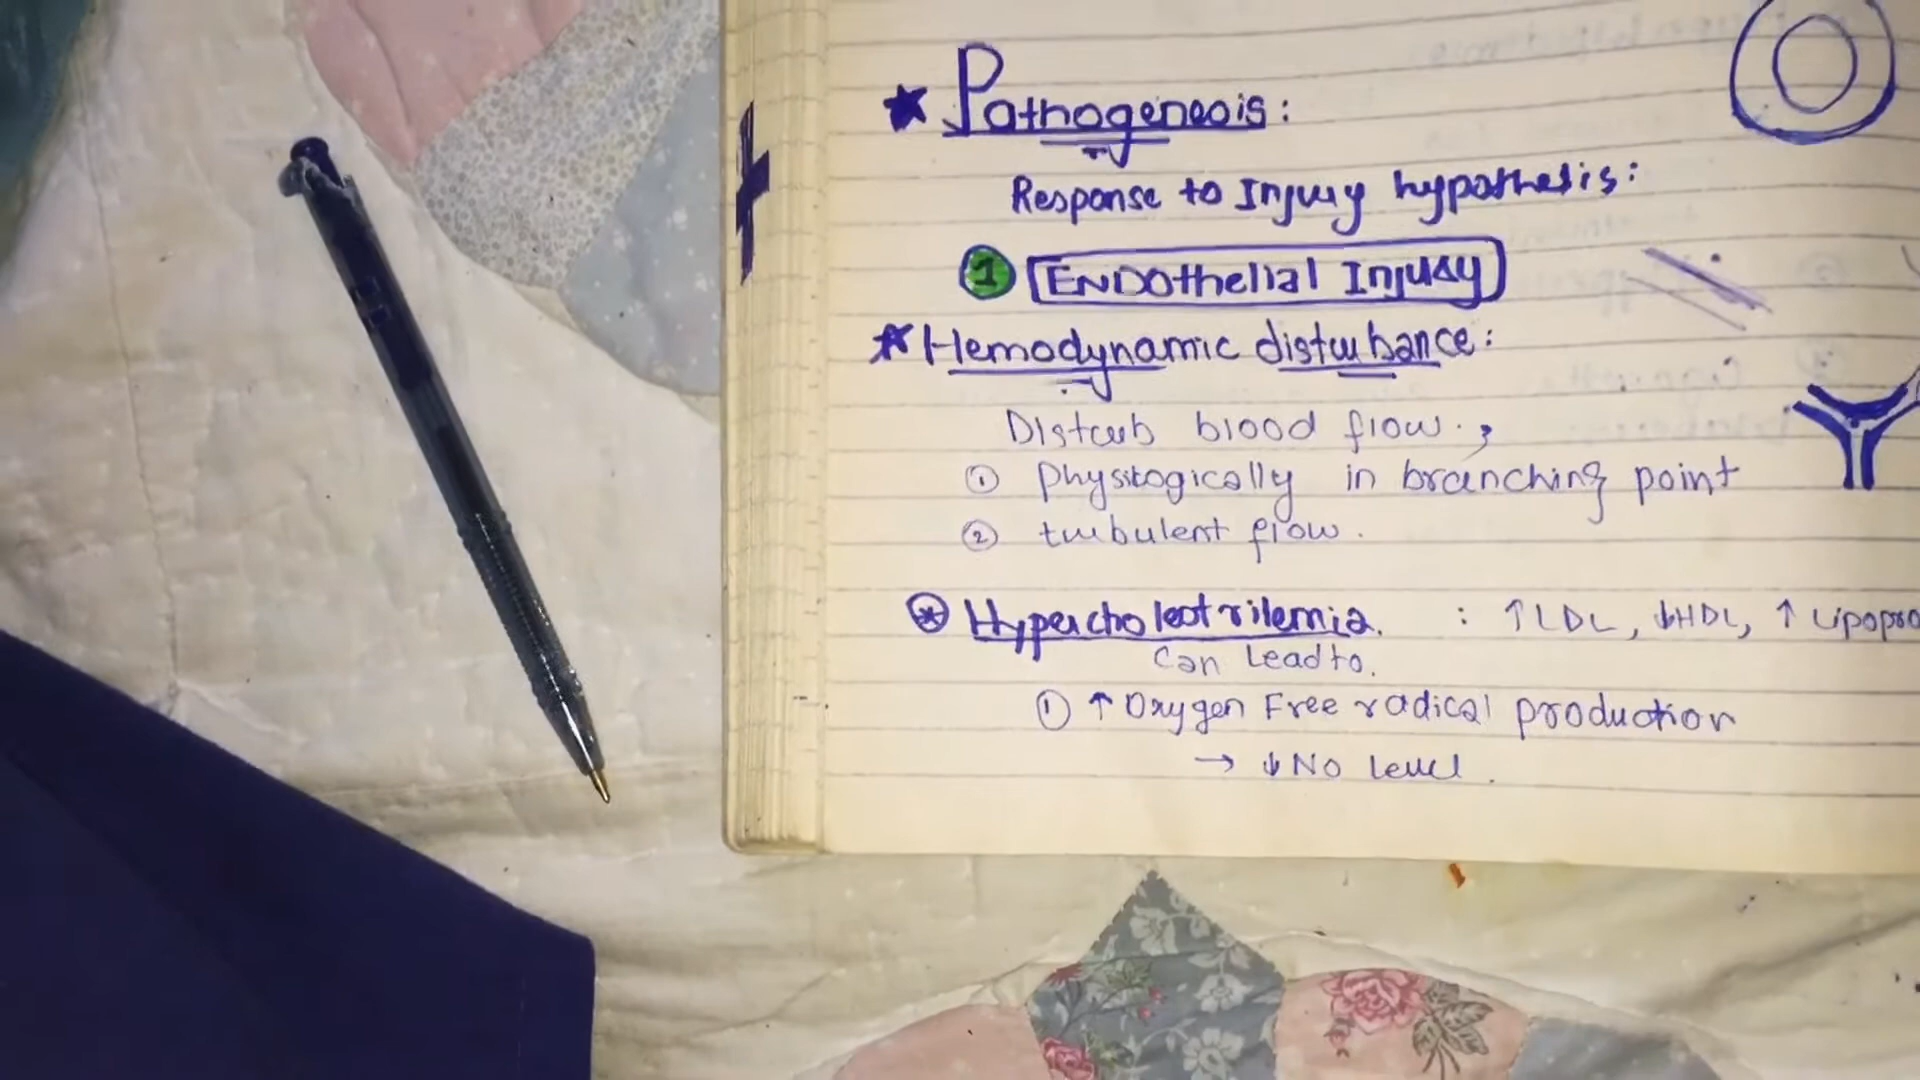 ★ Pathogenesis:
Response to Injury hypothesis:
1 ENDOthelial Injury
★ Hemodynamic disturbance:
Disturb blood flow.,
① Physiologically in branching point
② turbulent flow.
⊛ Hypercholestrilemia. : ↑LDL, ↓HDL, ↑ Lipopro
Can Lead to.
① ↑ Oxygen Free radical production
→ ↓ No level.